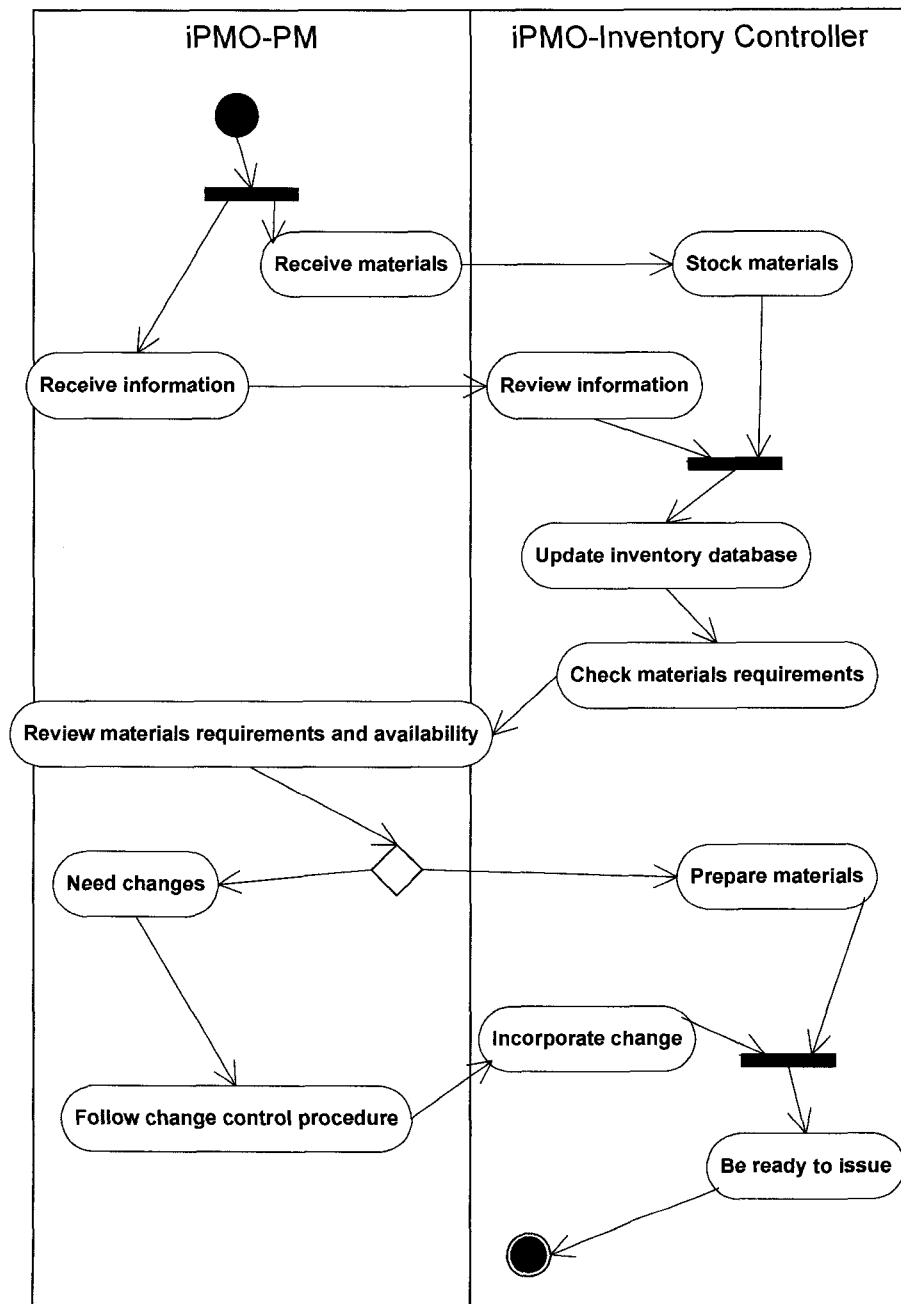 iPMO-PM
iPMO-Inventory Controller
Receive materials
Stock materials
Receive information
Review information
Update inventory database
Check materials requirements
Review materials requirements and availability
Need changes
Prepare materials
Incorporate change
Follow change control procedure
Be ready to issue